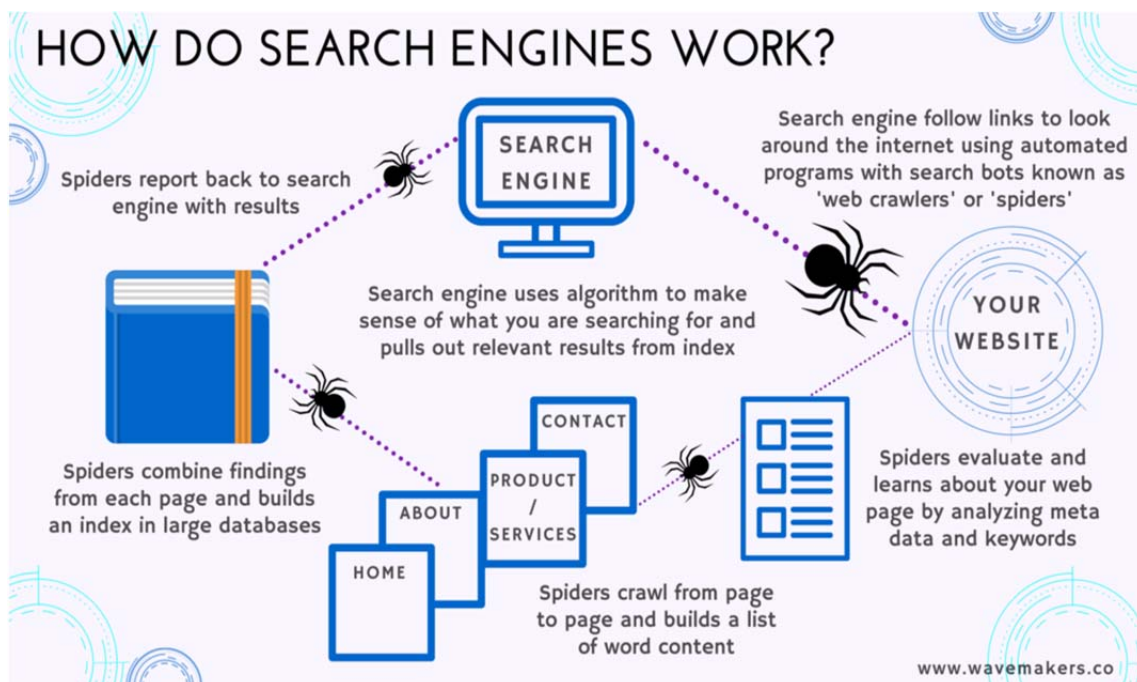 HOW DO SEARCH ENGINES WORK?
SEARCH
ENGINE
Search engine follow links to look
around the internet using automated
programs with search bots known as
'web crawlers' or 'spiders'
Spiders report back to search
engine with results
YOUR
WEBSITE
Search engine uses algorithm to make
sense of what you are searching for and
pulls out relevant results from index
CONTACT
PRODUCT
/
SERVICES
ABOUT
HOME
Spiders combine findings
from each page and builds
an index in large databases
Spiders evaluate and
learns about your web
page by analyzing meta
data and keywords
Spiders crawl from page
to page and builds a list
of word content
www.wavemakers.co